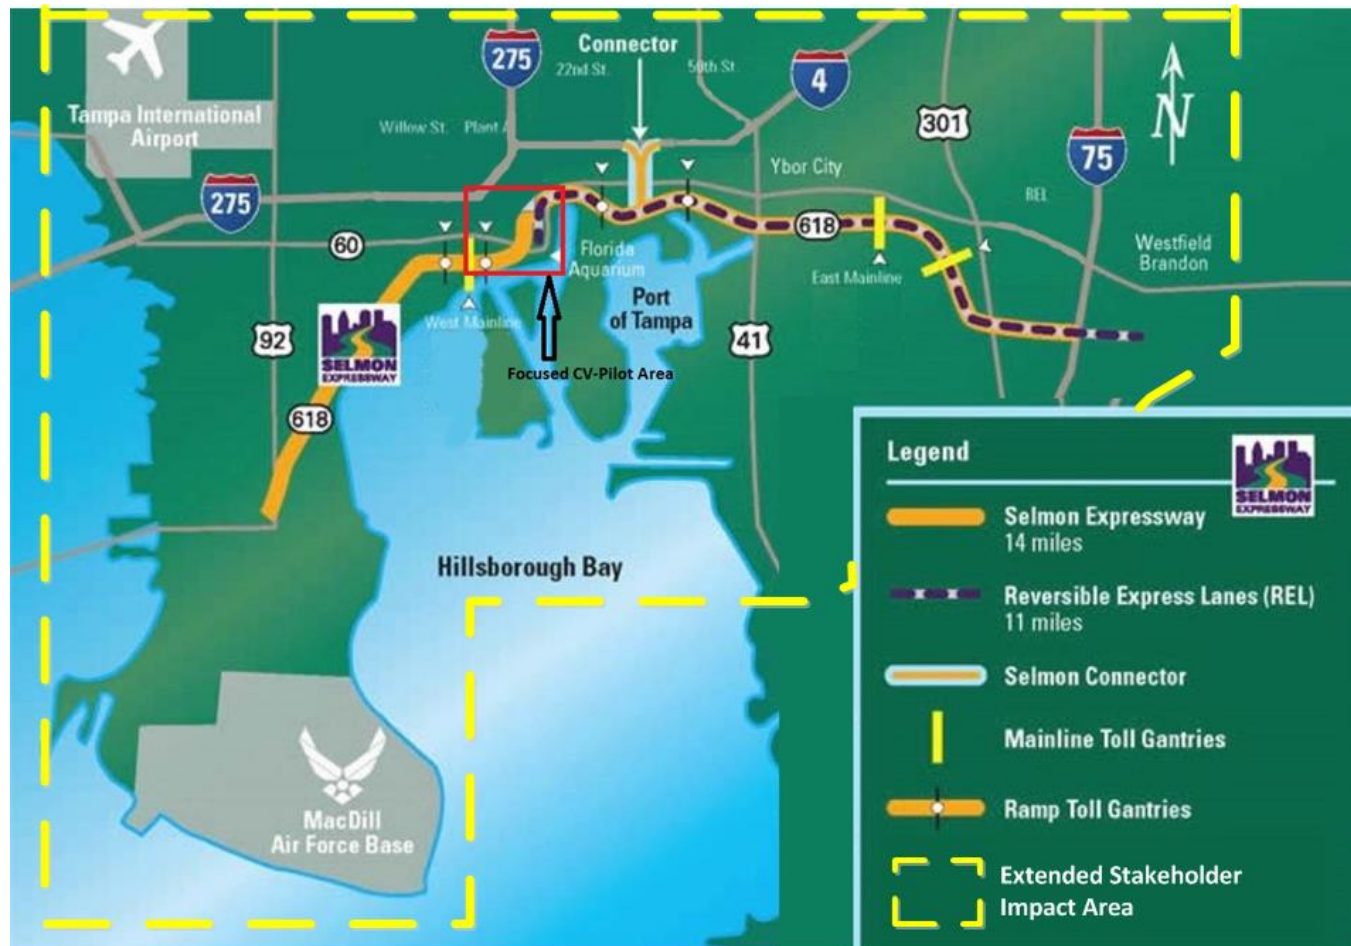 275
Connector
22nd St.
50th St.
4
Tampa International
Airport
Willow St.
Plant
301
N
75
Ybor City
REL
275
60
618
Westfield
Brandon
Florida
Aquarium
East Mainline
Port
of Tampa
West Mainline
92
SELMON
EXPRESSWAY
41
Focused CV-Pilot Area
618
Legend
SELMON
EXPRESSWAY
Selmon Expressway
14 miles
Hillsborough Bay
Reversible Express Lanes (REL)
11 miles
Selmon Connector
Mainline Toll Gantries
Ramp Toll Gantries
MacDill
Air Force Base
Extended Stakeholder
Impact Area